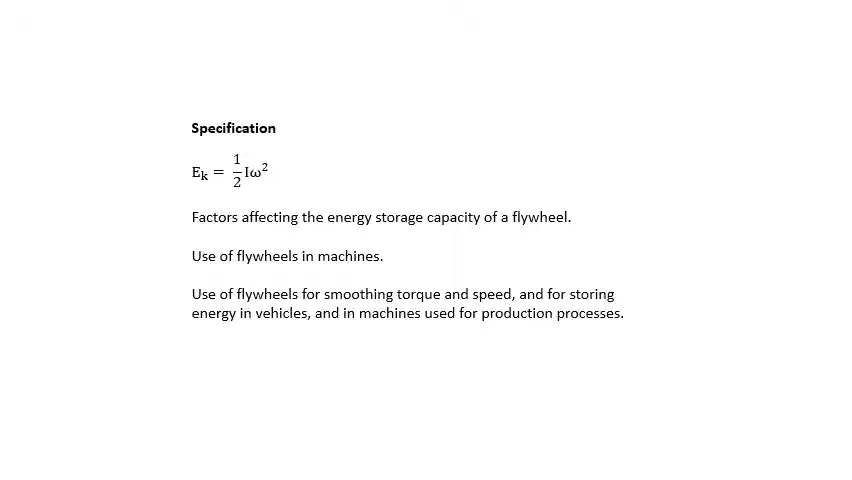 Specification
E_k = 1/2 Iω²
Factors affecting the energy storage capacity of a flywheel.
Use of flywheels in machines.
Use of flywheels for smoothing torque and speed, and for storing
energy in vehicles, and in machines used for production processes.